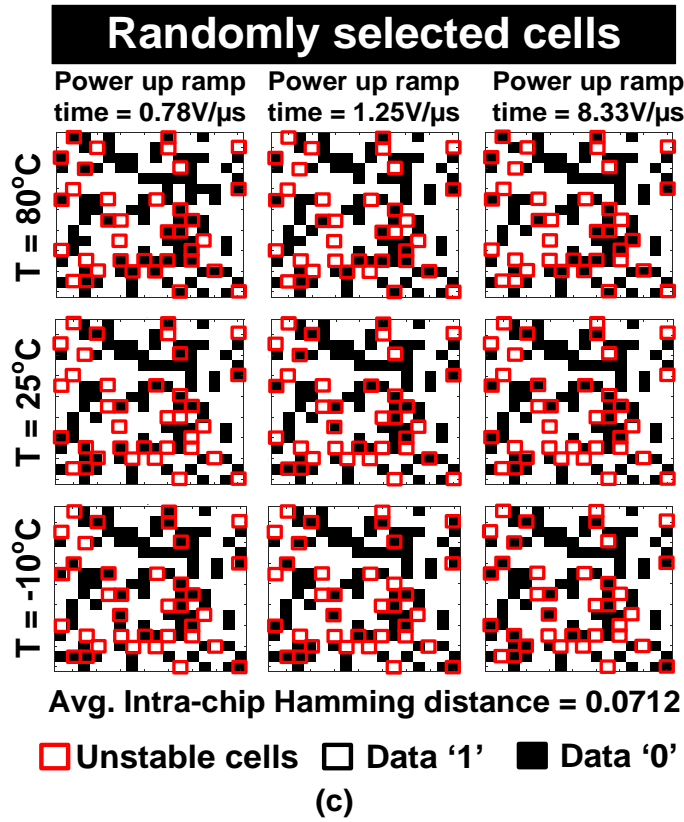 Randomly selected cells
Power up ramp time = 0.78V/µs
Power up ramp time = 1.25V/µs
Power up ramp time = 8.33V/µs
T = 80°C
T = 25°C
T = -10°C
Avg. Intra-chip Hamming distance = 0.0712
Unstable cells Data ‘1’ Data ‘0’
(c)